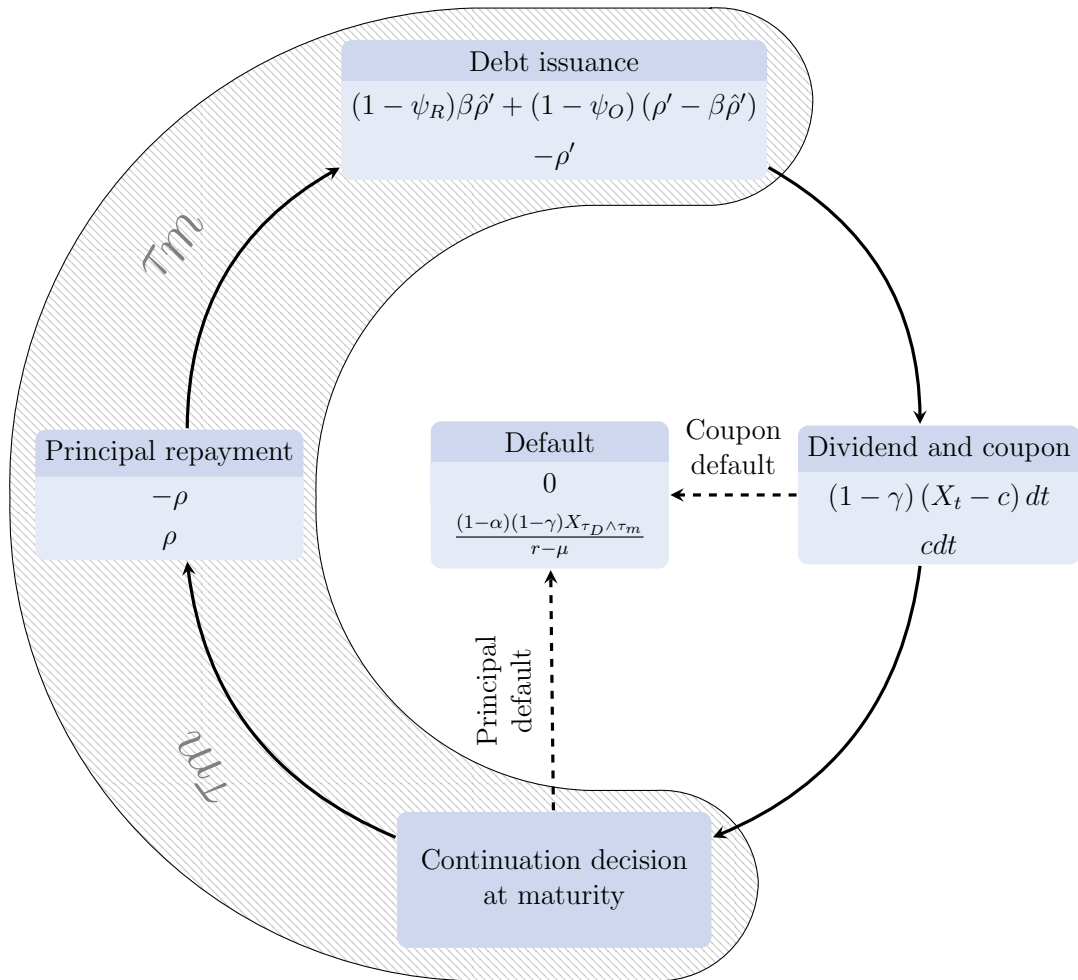 Debt issuance
(1 − ψ_R)βρ̂′ + (1 − ψ_O) (ρ′ − βρ̂′)
−ρ′
τm
Principal repayment
−ρ
ρ
Default
0
(1−α)(1−γ)X_{τ_D∧τ_m}
r−μ
Coupon
default
Dividend and coupon
(1 − γ) (X_t − c) dt
cdt
Principal
default
τm
Continuation decision
at maturity